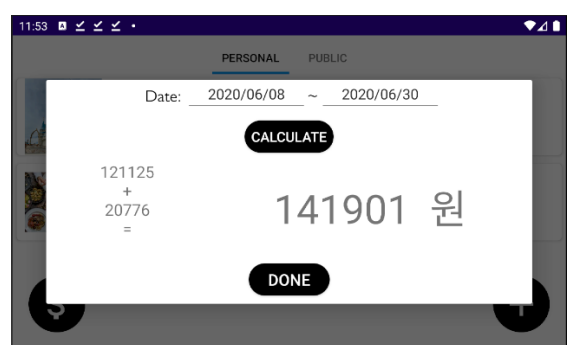 11:53
PERSONAL PUBLIC
Date: 2020/06/08 ~ 2020/06/30
CALCULATE
121125
+
20776
=
141901 원
DONE
$ +